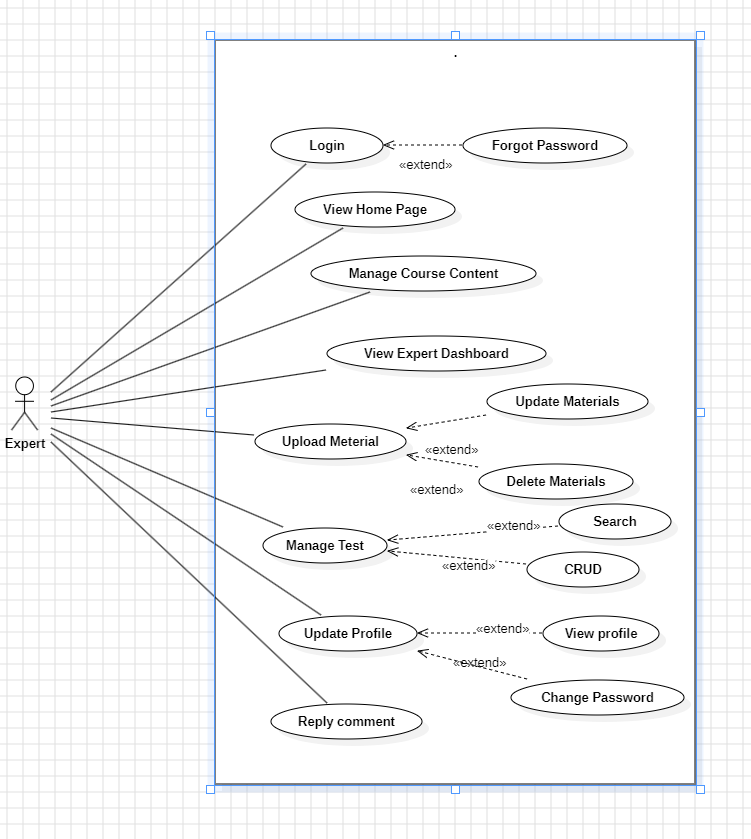 .
Login
Forgot Password
«extend»
View Home Page
Manage Course Content
View Expert Dashboard
Update Materials
Upload Meterial
«extend»
Expert
Delete Materials
«extend»
Search
«extend»
Manage Test
«extend»
CRUD
Update Profile
«extend»
View profile
«extend»
Change Password
Reply comment